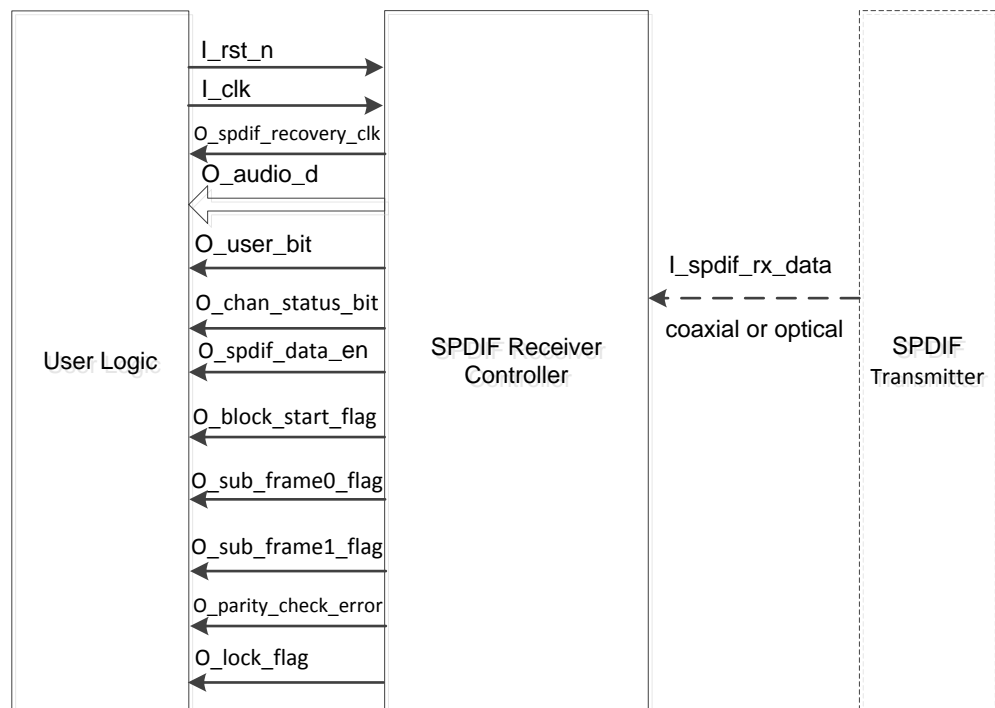 I_rst_n
I_clk
O_spdif_recovery_clk
O_audio_d
O_user_bit
O_chan_status_bit
O_spdif_data_en
O_block_start_flag
O_sub_frame0_flag
O_sub_frame1_flag
O_parity_check_error
O_lock_flag
User Logic
SPDIF Receiver
Controller
I_spdif_rx_data
coaxial or optical
SPDIF
Transmitter